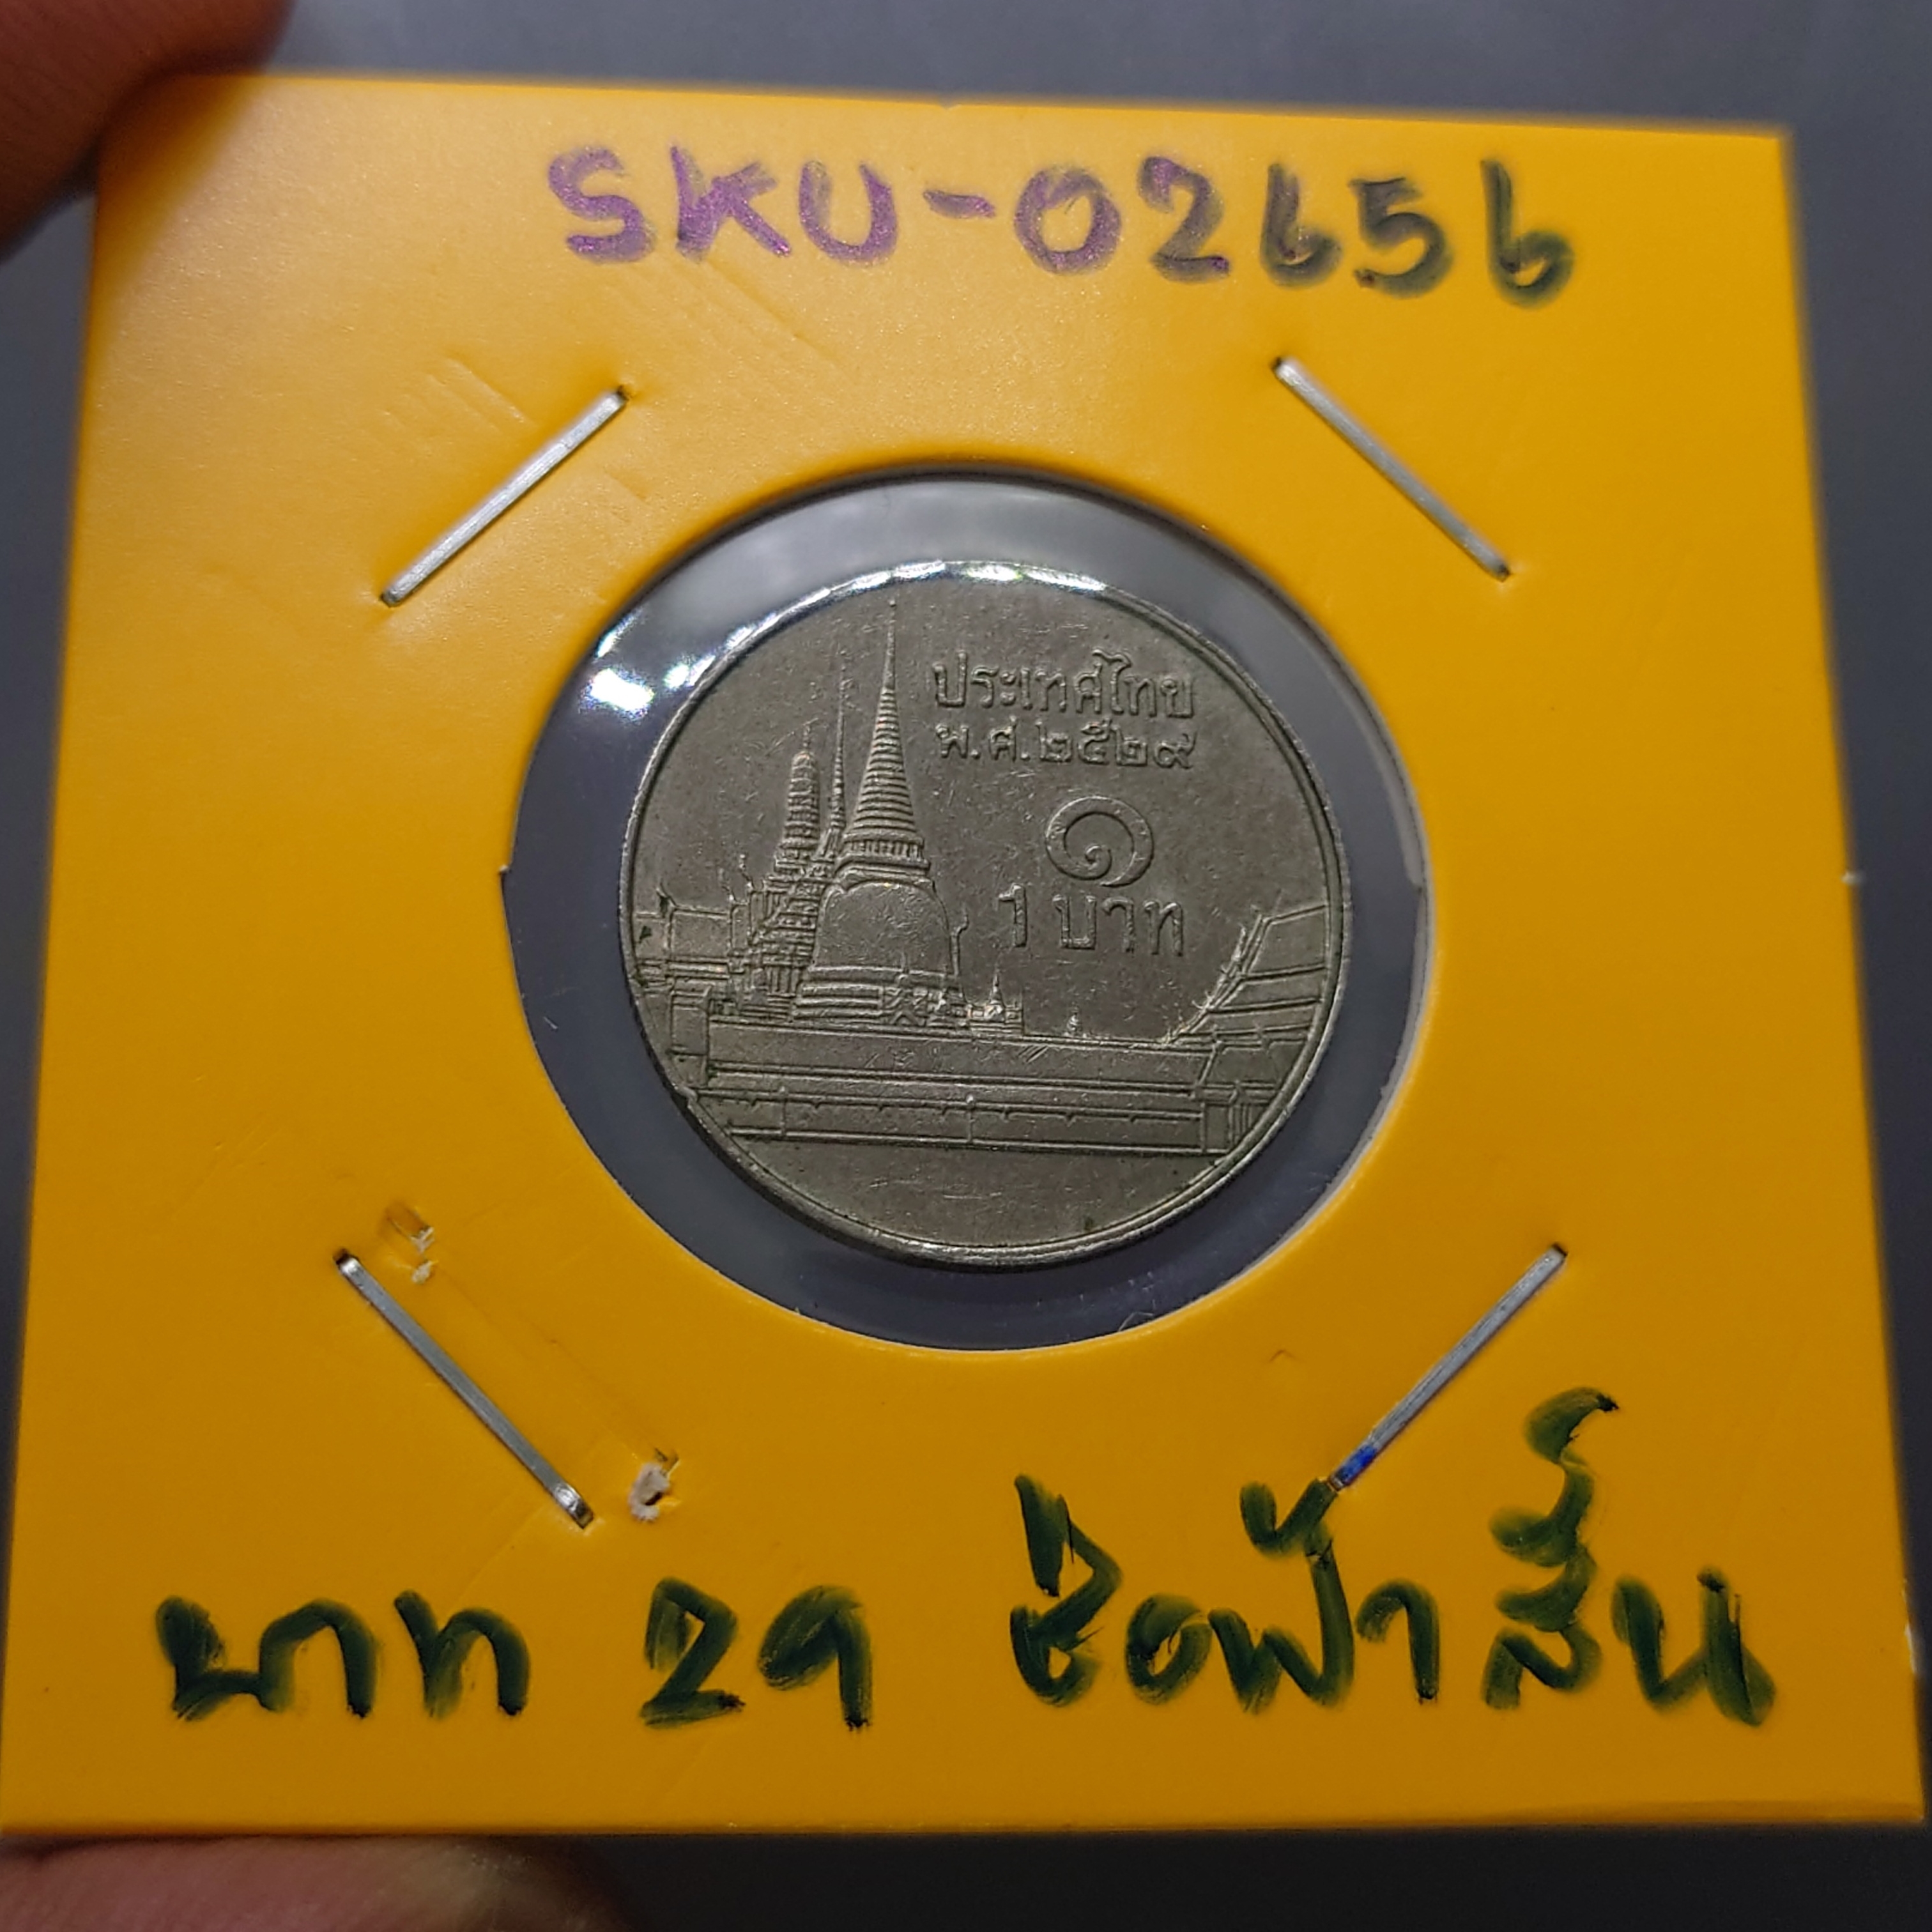 SKU-02656
ประเทศไทย
พ.ศ.๒๕๒๙
๑
1 บาท
บาท 29 ช่อฟ้าสั้น